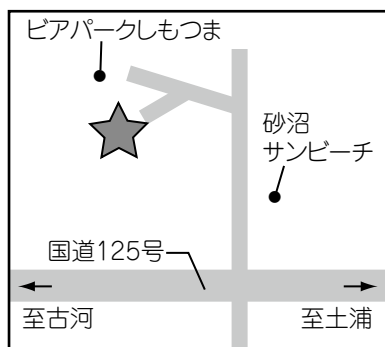 ビアパークしもつま
砂沼
サンビーチ
国道125号
至古河
至土浦